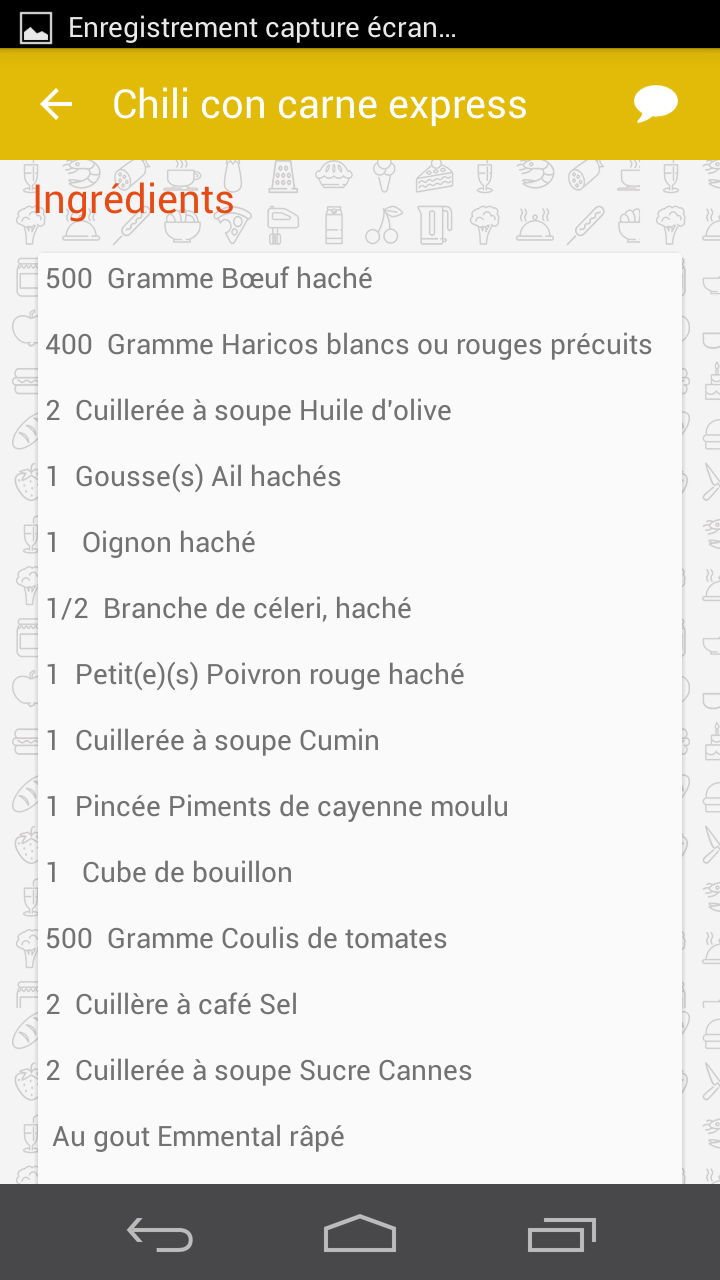 Enregistrement capture écran...
Chili con carne express
Ingrédients
500 Gramme Bœuf haché
400 Gramme Haricos blancs ou rouges précuits
2 Cuillerée à soupe Huile d'olive
1 Gousse(s) Ail hachés
1 Oignon haché
1/2 Branche de céleri, haché
1 Petit(e)(s) Poivron rouge haché
1 Cuillerée à soupe Cumin
1 Pincée Piments de cayenne moulu
1 Cube de bouillon
500 Gramme Coulis de tomates
2 Cuillère à café Sel
2 Cuillerée à soupe Sucre Cannes
Au gout Emmental râpé